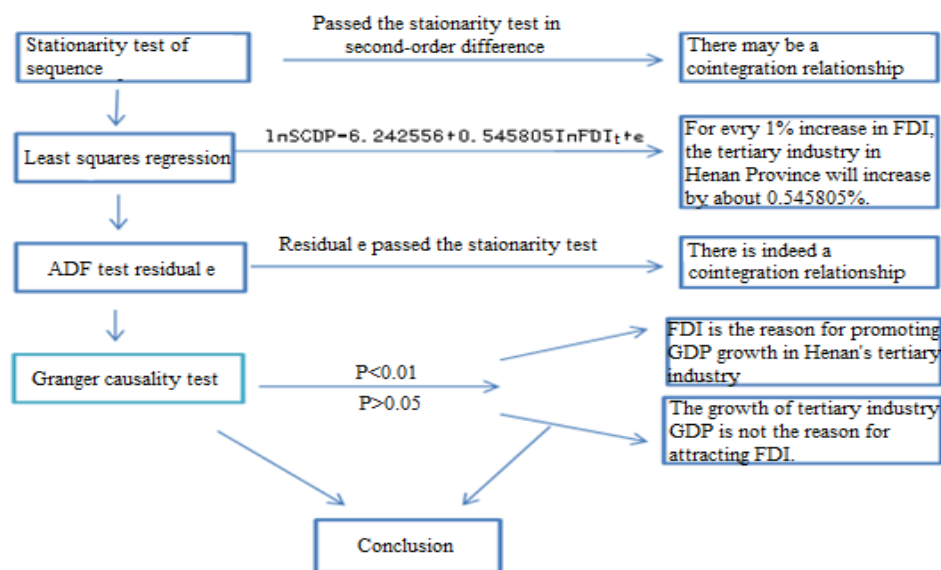 Passed the staionarity test in
second-order difference
Stationarity test of
sequence
There may be a
cointegration relationship
lnSCDP=6.242556+0.545805InFDIt+e
Least squares regression
For evry 1% increase in FDI,
the tertiary industry in
Henan Province will increase
by about 0.545805%.
Residual e passed the staionarity test
ADF test residual e
There is indeed a
cointegration relationship
FDI is the reason for promoting
GDP growth in Henan's tertiary
industry
Granger causality test
P<0.01
P>0.05
The growth of tertiary industry
GDP is not the reason for
attracting FDI.
Conclusion